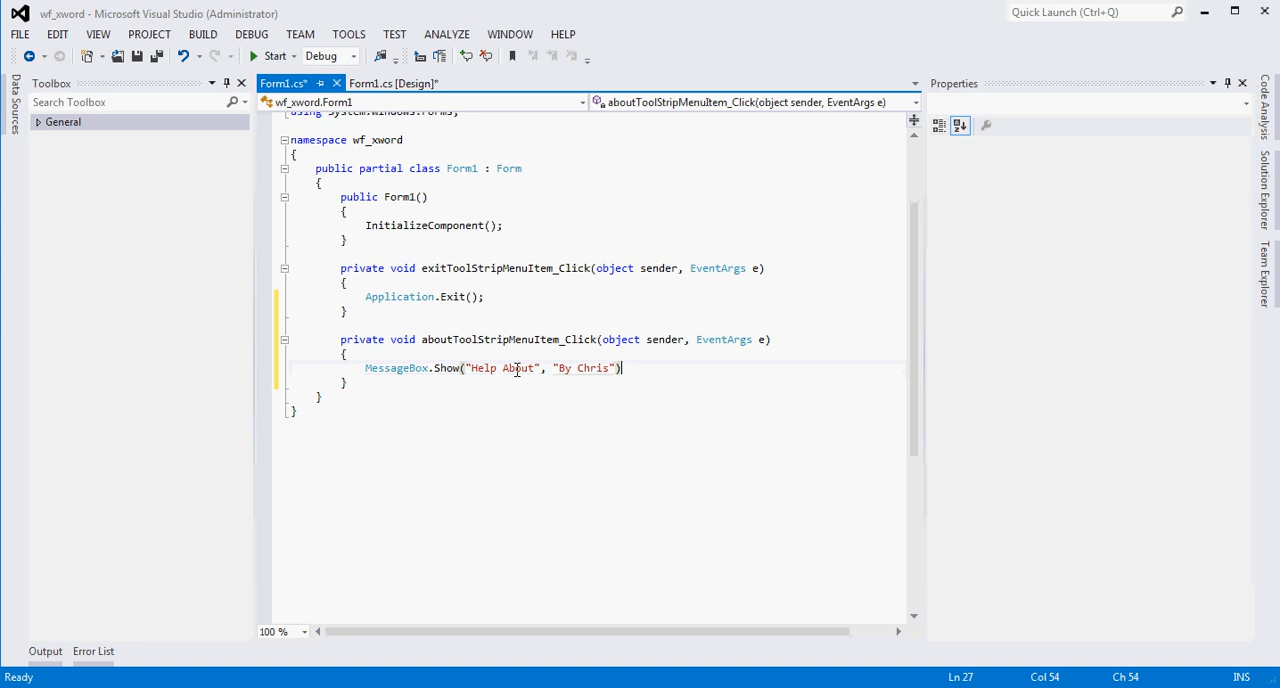 wf_xword - Microsoft Visual Studio (Administrator)
Quick Launch (Ctrl+Q)
FILE EDIT VIEW PROJECT BUILD DEBUG TEAM TOOLS TEST ANALYZE WINDOW HELP
Start Debug
Data Sources
Toolbox
Search Toolbox
General
Form1.cs* Form1.cs [Design]*
wf_xword.Form1
aboutToolStripMenuItem_Click(object sender, EventArgs e)
using System.Windows.Forms;
namespace wf_xword
{
public partial class Form1 : Form
{
public Form1()
{
InitializeComponent();
}
private void exitToolStripMenuItem_Click(object sender, EventArgs e)
{
Application.Exit();
}
private void aboutToolStripMenuItem_Click(object sender, EventArgs e)
{
MessageBox.Show("Help About", "By Chris")
}
}
}
100 %
Properties
Code Analysis
Solution Explorer
Team Explorer
Output Error List
Ready
Ln 27 Col 54 Ch 54 INS